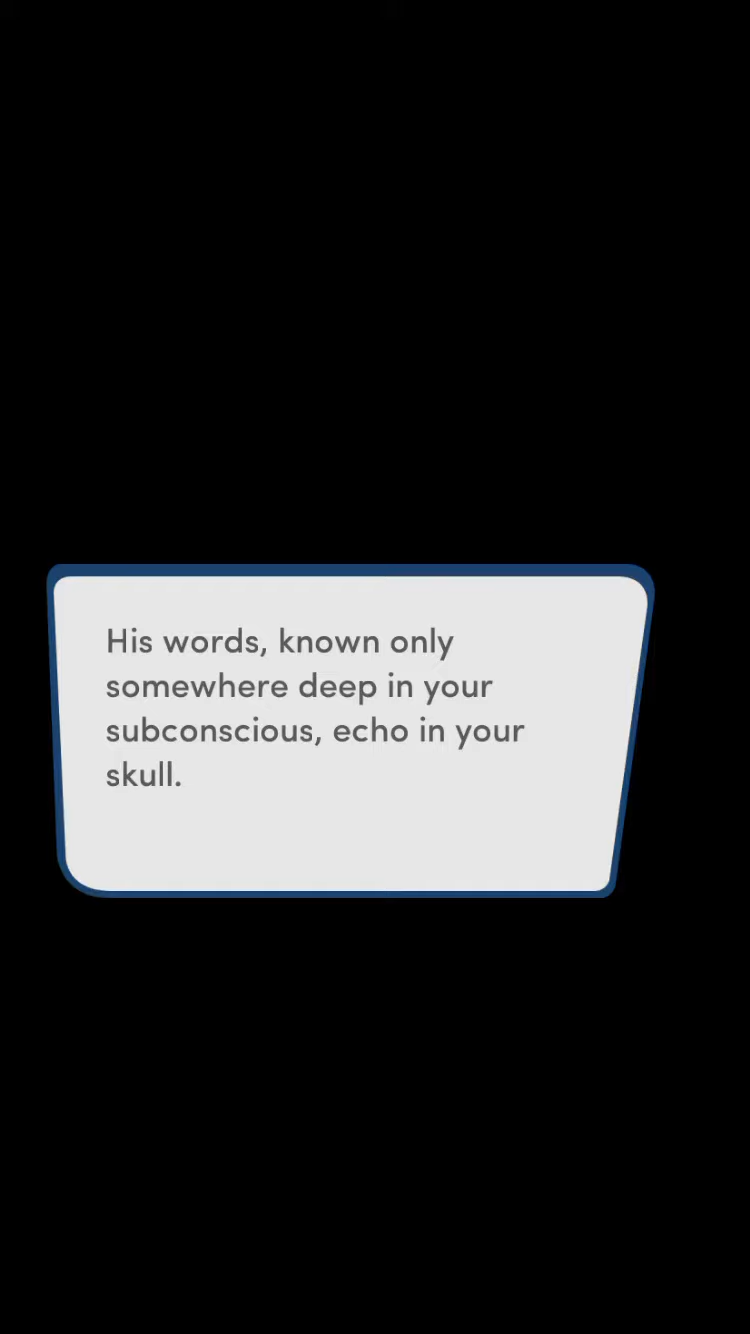 His words, known only
somewhere deep in your
subconscious, echo in your
skull.